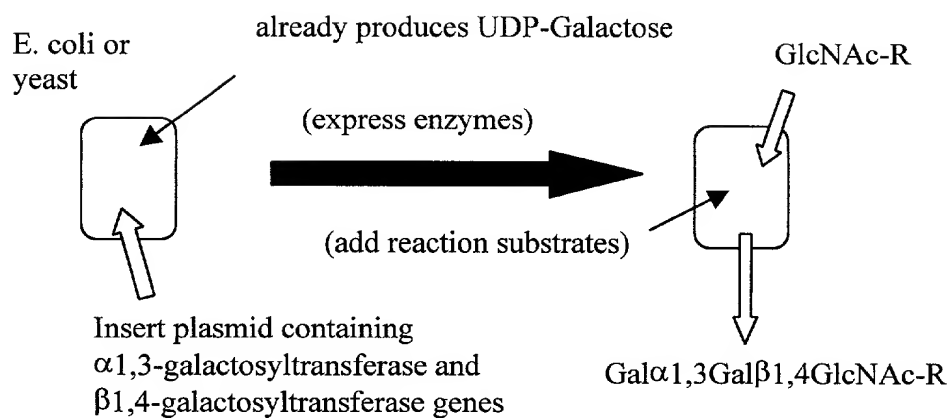 E. coli or
yeast
already produces UDP-Galactose
GlcNAc-R
(express enzymes)
(add reaction substrates)
Insert plasmid containing
α1,3-galactosyltransferase and
β1,4-galactosyltransferase genes
Galα1,3Galβ1,4GlcNAc-R